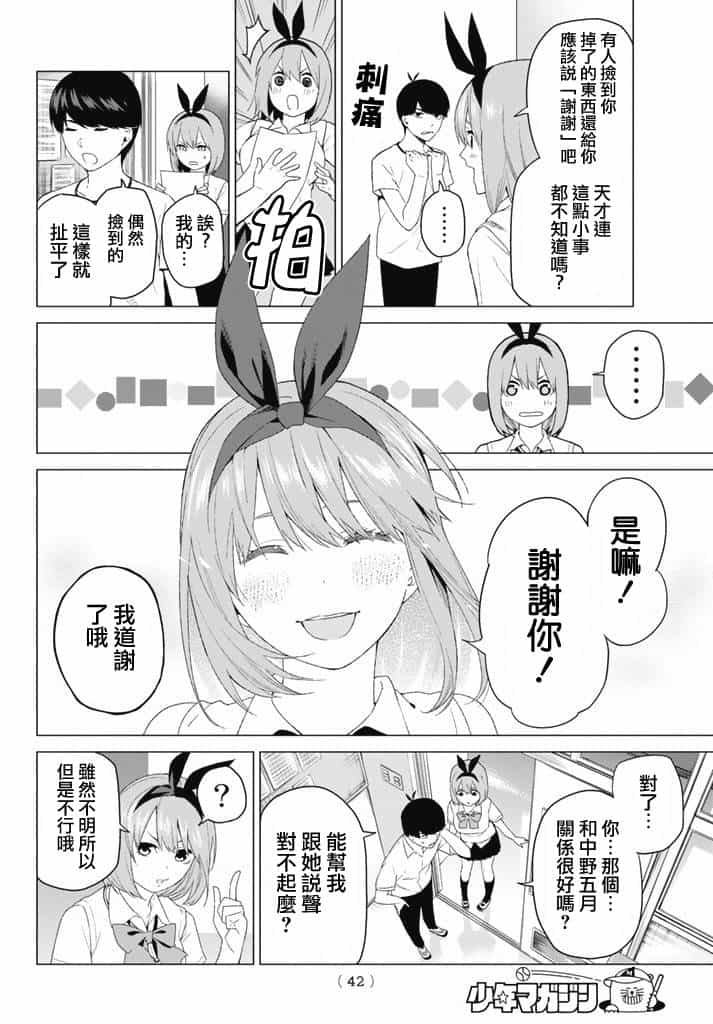 有人撿到你
掉了的東西還給你
應該說「謝謝」吧
天才連
這點小事
都不知道嗎？
……
刺痛
拍
誒？
我的…
偶然
撿到的
這樣就
扯平了
……
是嘛！
謝謝你！
我道謝
了哦
對了…
你…那個…
和中野五月
關係很好嗎？
能幫我
跟她說聲
對不起麼？
？
雖然不明所以
但是不行哦
(42)
少年マガジン